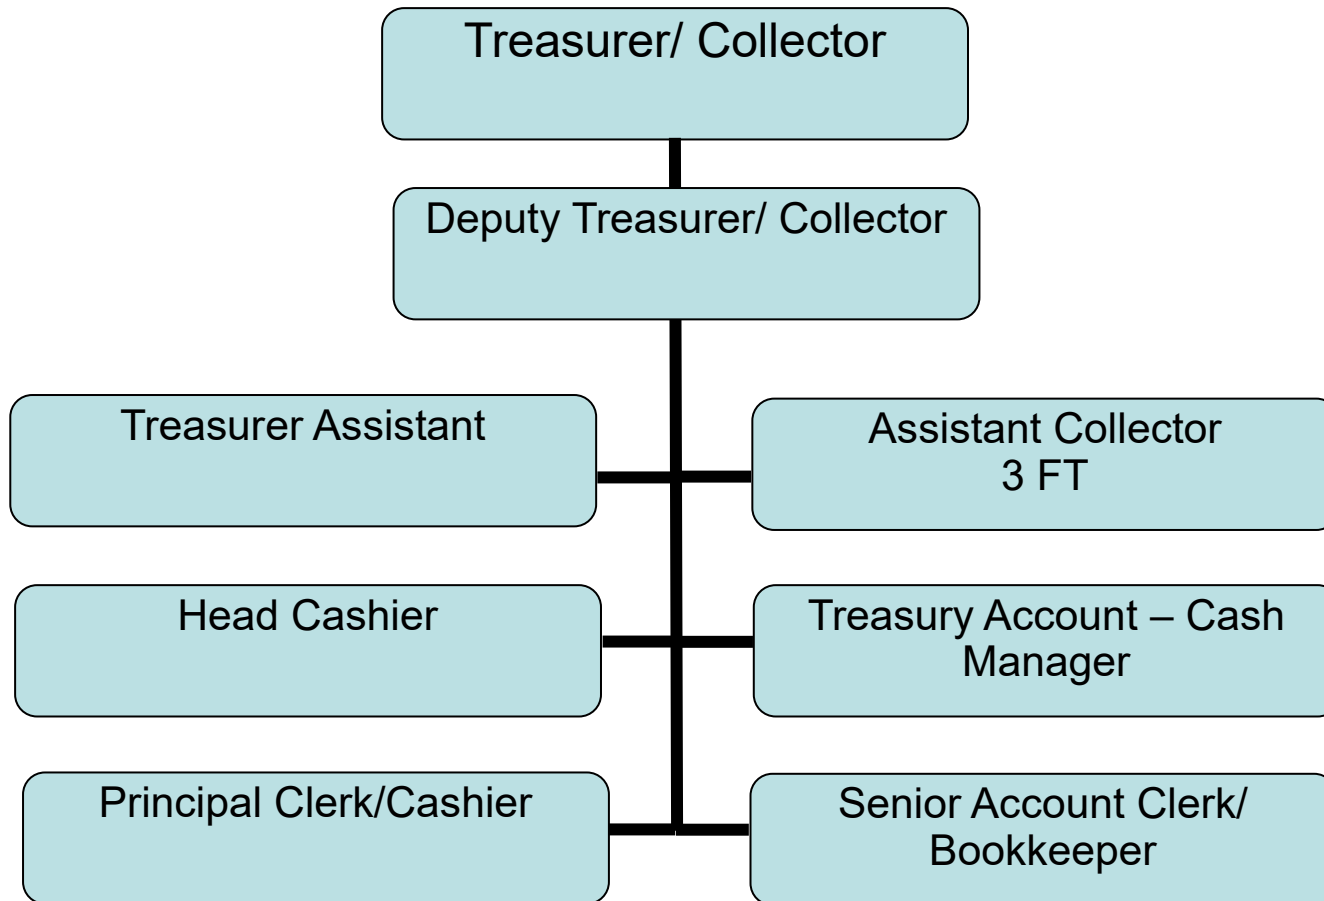 Treasurer/ Collector
Deputy Treasurer/ Collector
Treasurer Assistant
Assistant Collector
3 FT
Head Cashier
Treasury Account – Cash
Manager
Principal Clerk/Cashier
Senior Account Clerk/
Bookkeeper